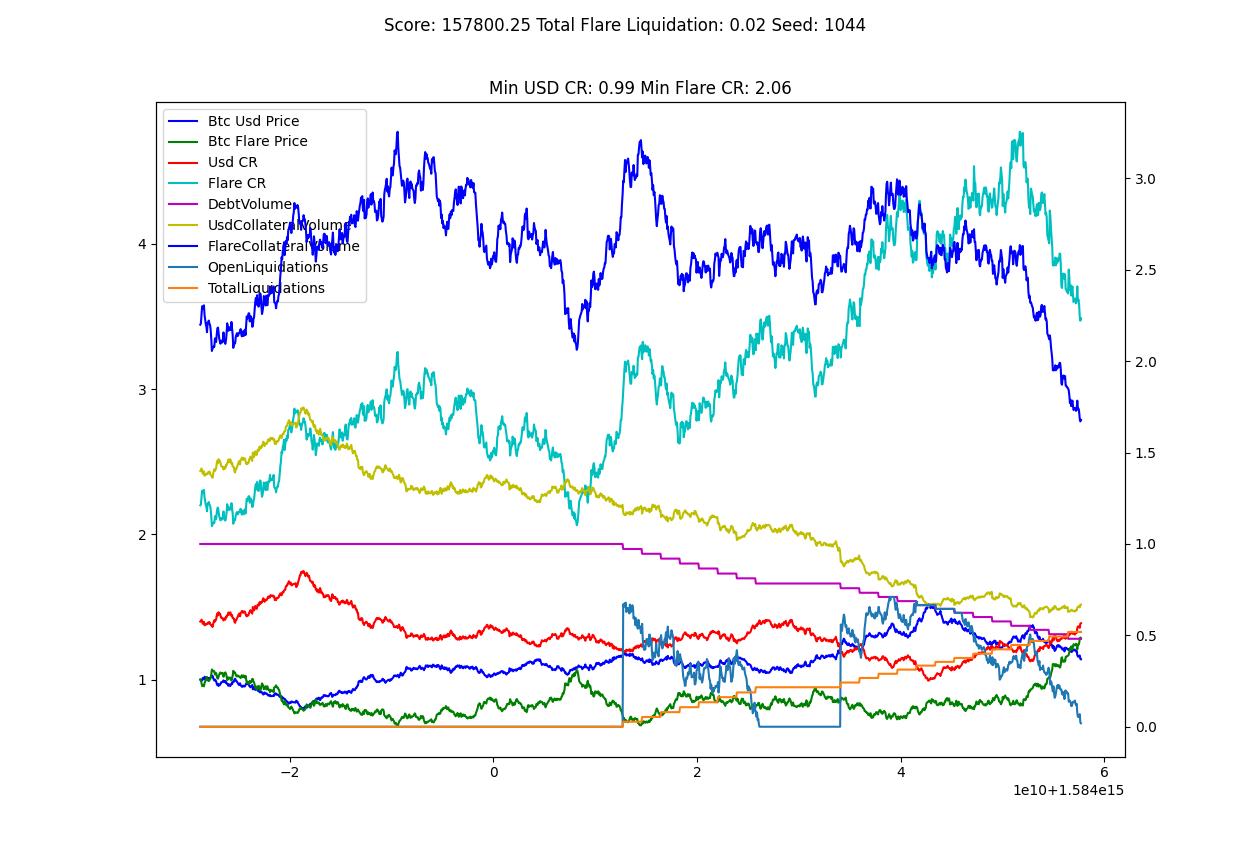 Score: 157800.25 Total Flare Liquidation: 0.02 Seed: 1044
Min USD CR: 0.99 Min Flare CR: 2.06
Btc Usd Price
Btc Flare Price
Usd CR
Flare CR
DebtVolume
UsdCollateralVolume
FlareCollateralVolume
OpenLiquidations
TotalLiquidations
4
3
2
1
3.0
2.5
2.0
1.5
1.0
0.5
0.0
−2 0 2 4 6
1e10+1.584e15